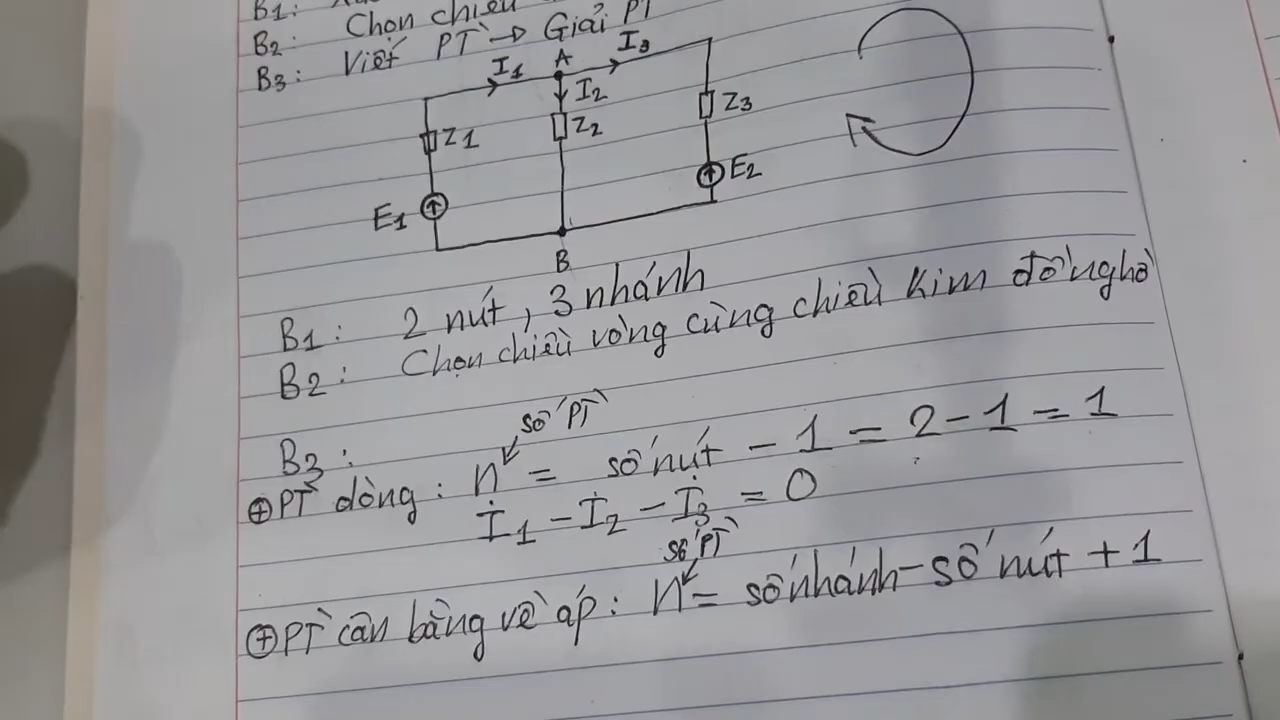 B1:
B2: Chọn chiều
B3: Viết PT → Giải PT
I1
A
I3
I2
Z1
Z2
Z3
E1
E2
B
B1: 2 nút, 3 nhánh
B2: Chọn chiều vòng cùng chiều kim đồng hồ
B3:
số PT
⊕ PT dòng: n = số nút - 1 = 2 - 1 = 1
İ1 - İ2 - İ3 = 0
số PT
⊕ PT cân bằng về áp: n = số nhánh - số nút + 1